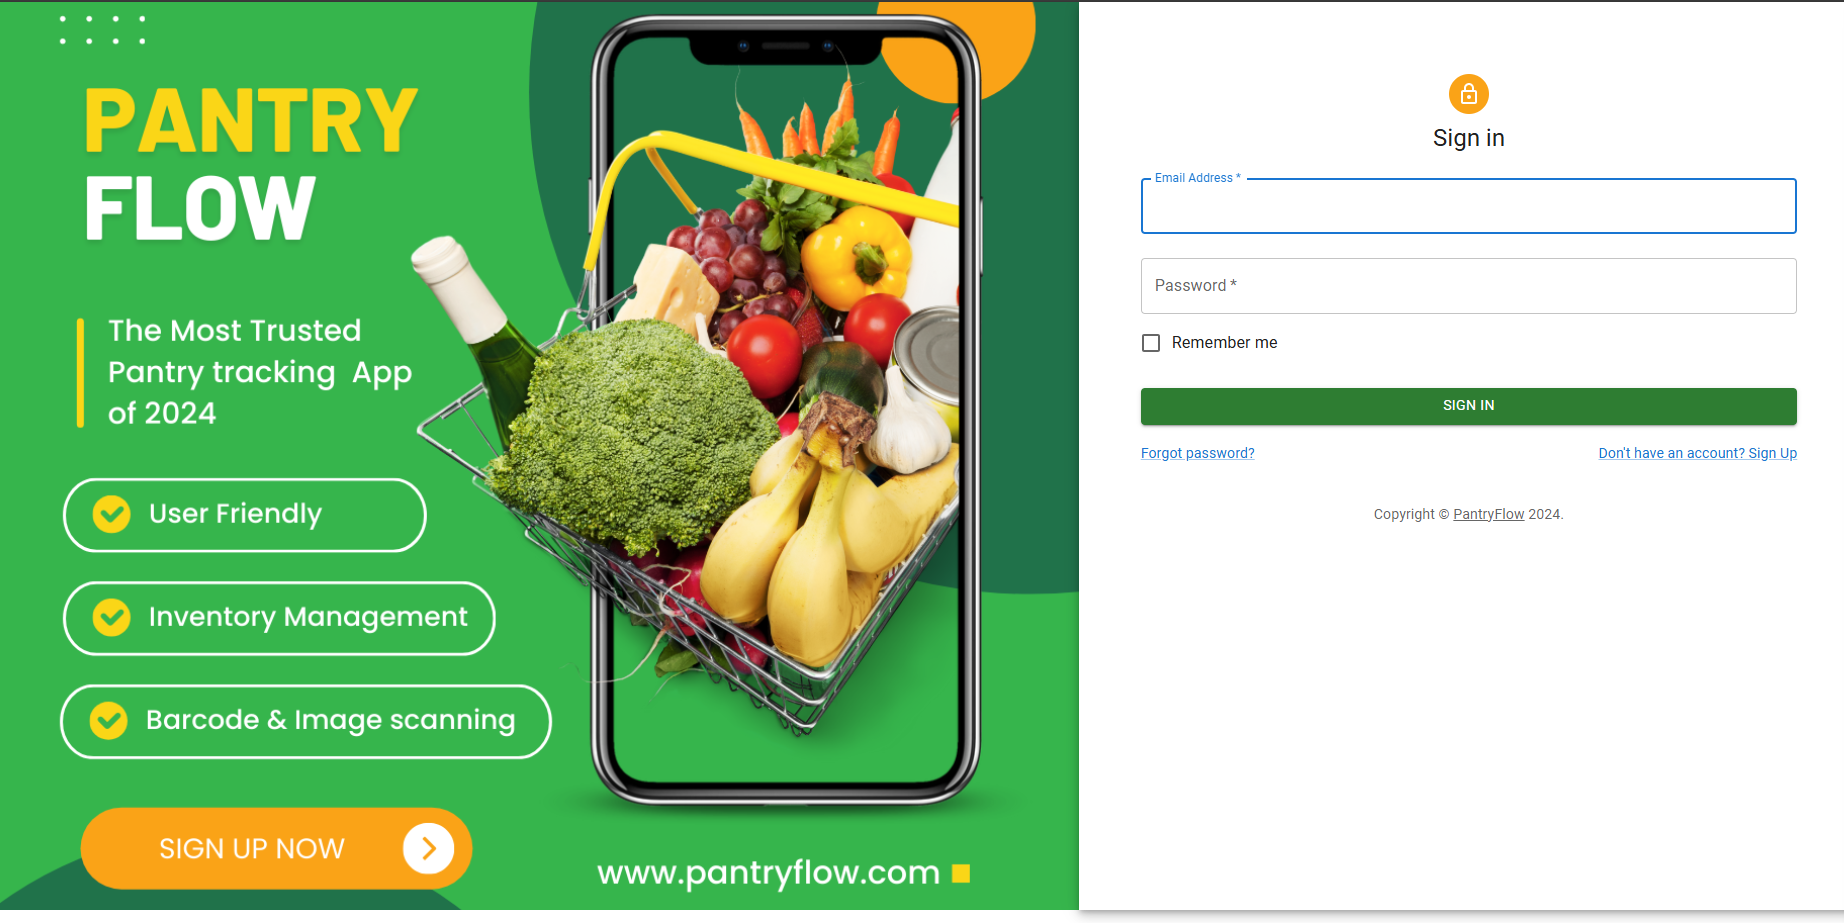 PANTRY
FLOW
The Most Trusted
Pantry tracking App
of 2024
User Friendly
Inventory Management
Barcode & Image scanning
SIGN UP NOW
www.pantryflow.com
Sign in
Email Address *
Password *
Remember me
SIGN IN
Forgot password?
Don't have an account? Sign Up
Copyright © PantryFlow 2024.